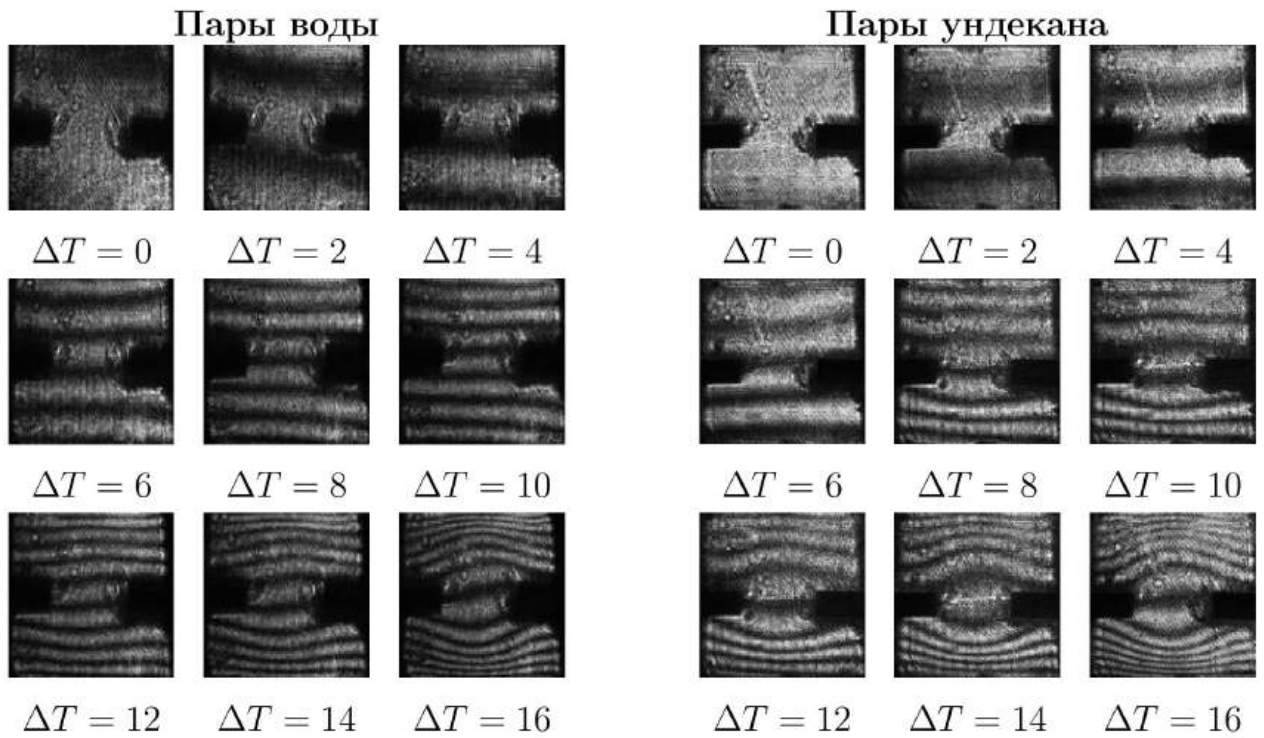 Пары воды
Пары ундекана
ΔT = 0
ΔT = 2
ΔT = 4
ΔT = 0
ΔT = 2
ΔT = 4
ΔT = 6
ΔT = 8
ΔT = 10
ΔT = 6
ΔT = 8
ΔT = 10
ΔT = 12
ΔT = 14
ΔT = 16
ΔT = 12
ΔT = 14
ΔT = 16